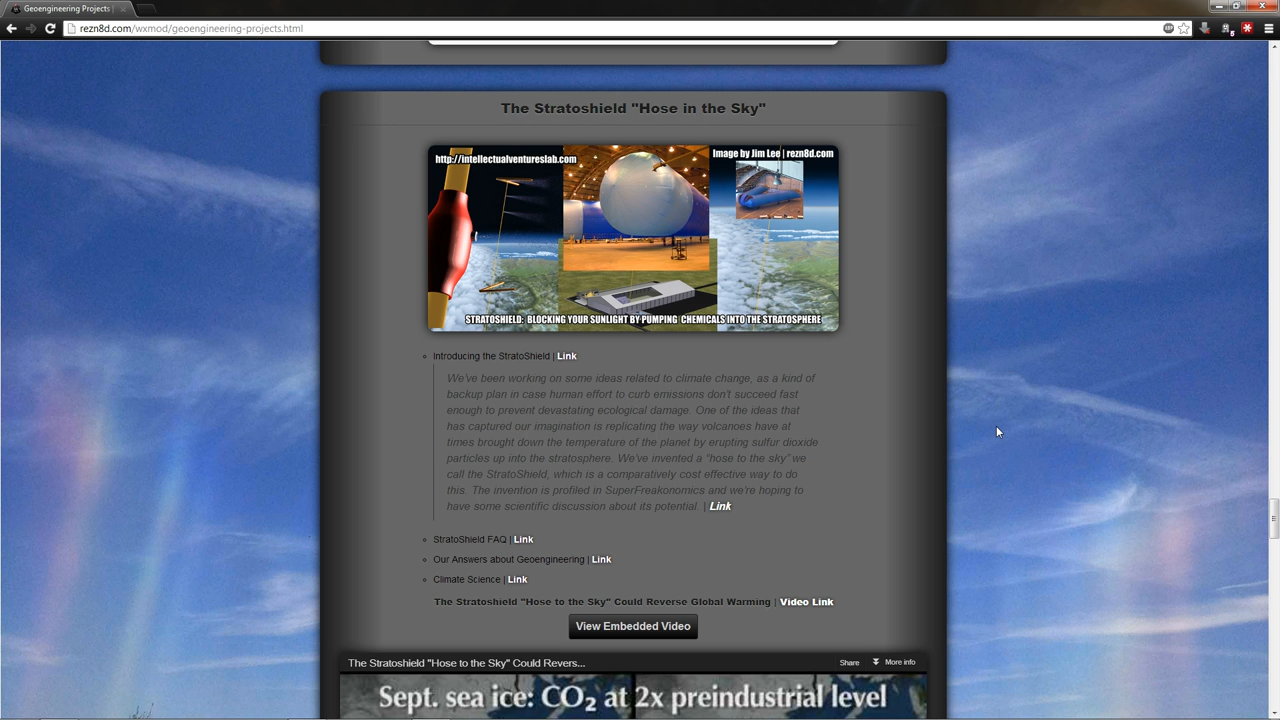 Geoengineering Projects |
rezn8d.com/wxmod/geoengineering-projects.html
5
The Stratoshield "Hose in the Sky"
http://intellectualventureslab.com
Image by Jim Lee | rezn8d.com
STRATOSHIELD: BLOCKING YOUR SUNLIGHT BY PUMPING CHEMICALS INTO THE STRATOSPHERE
Introducing the StratoShield | Link
We've been working on some ideas related to climate change, as a kind of
backup plan in case human effort to curb emissions don't succeed fast
enough to prevent devastating ecological damage. One of the ideas that
has captured our imagination is replicating the way volcanoes have at
times brought down the temperature of the planet by erupting sulfur dioxide
particles up into the stratosphere. We've invented a "hose to the sky" we
call the StratoShield, which is a comparatively cost effective way to do
this. The invention is profiled in SuperFreakonomics and we're hoping to
have some scientific discussion about its potential. | Link
StratoShield FAQ | Link
Our Answers about Geoengineering | Link
Climate Science | Link
The Stratoshield "Hose to the Sky" Could Reverse Global Warming | Video Link
View Embedded Video
The Stratoshield "Hose to the Sky" Could Revers...
Share
More info
Sept. sea ice: CO₂ at 2x preindustrial level